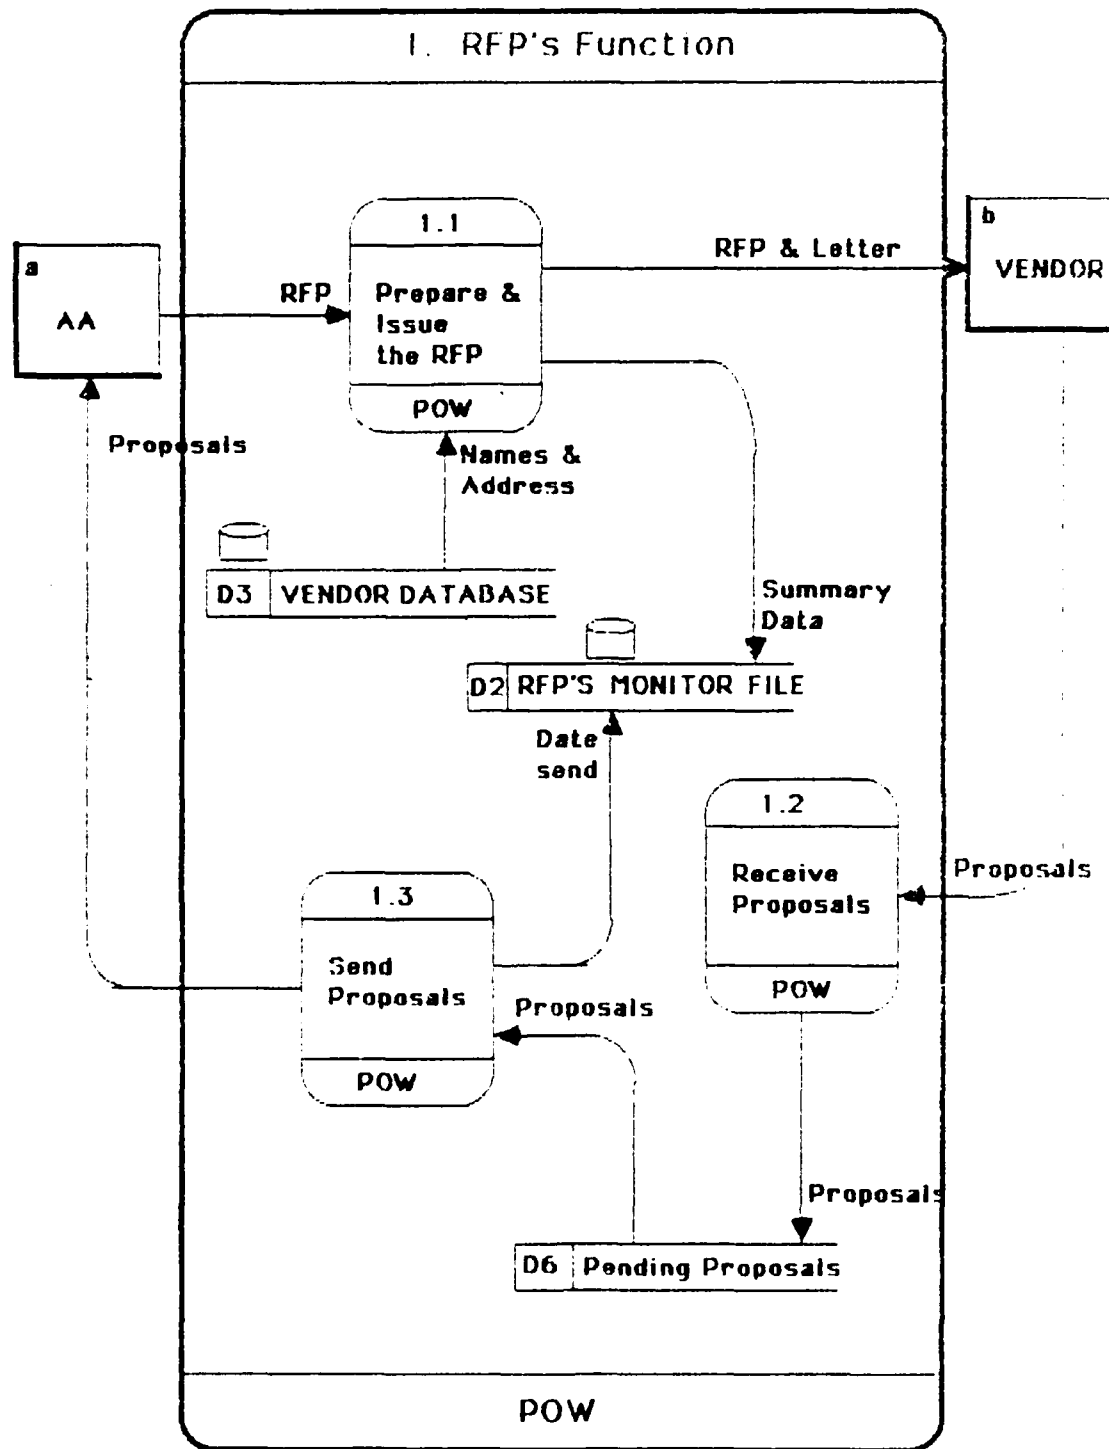 1. RFP's Function
1.1
Prepare &
Issue
the RFP
POW
a
AA
RFP
RFP & Letter
b
VENDOR
Proposals
Names &
Address
D3 VENDOR DATABASE
Summary
Data
D2 RFP'S MONITOR FILE
Date
send
1.2
Receive
Proposals
POW
Proposals
1.3
Send
Proposals
POW
Proposals
Proposals
D6 Pending Proposals
POW